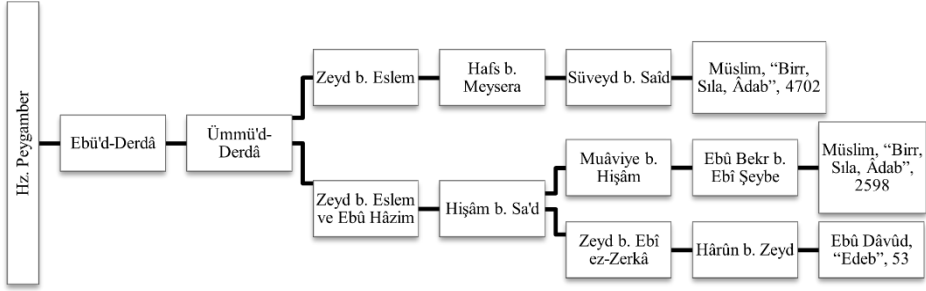 Hz. Peygamber
Ebü'd-Derdâ
Ümmü'd-
Derdâ
Zeyd b. Eslem
Hafs b.
Meysera
Süveyd b. Saîd
Müslim, “Birr,
Sıla, Âdab”, 4702
Zeyd b. Eslem
ve Ebû Hâzim
Hişâm b. Sa'd
Muâviye b.
Hişâm
Ebû Bekr b.
Ebî Şeybe
Müslim, “Birr,
Sıla, Âdab”,
2598
Zeyd b. Ebî
ez-Zerkâ
Hârûn b. Zeyd
Ebû Dâvûd,
“Edeb”, 53